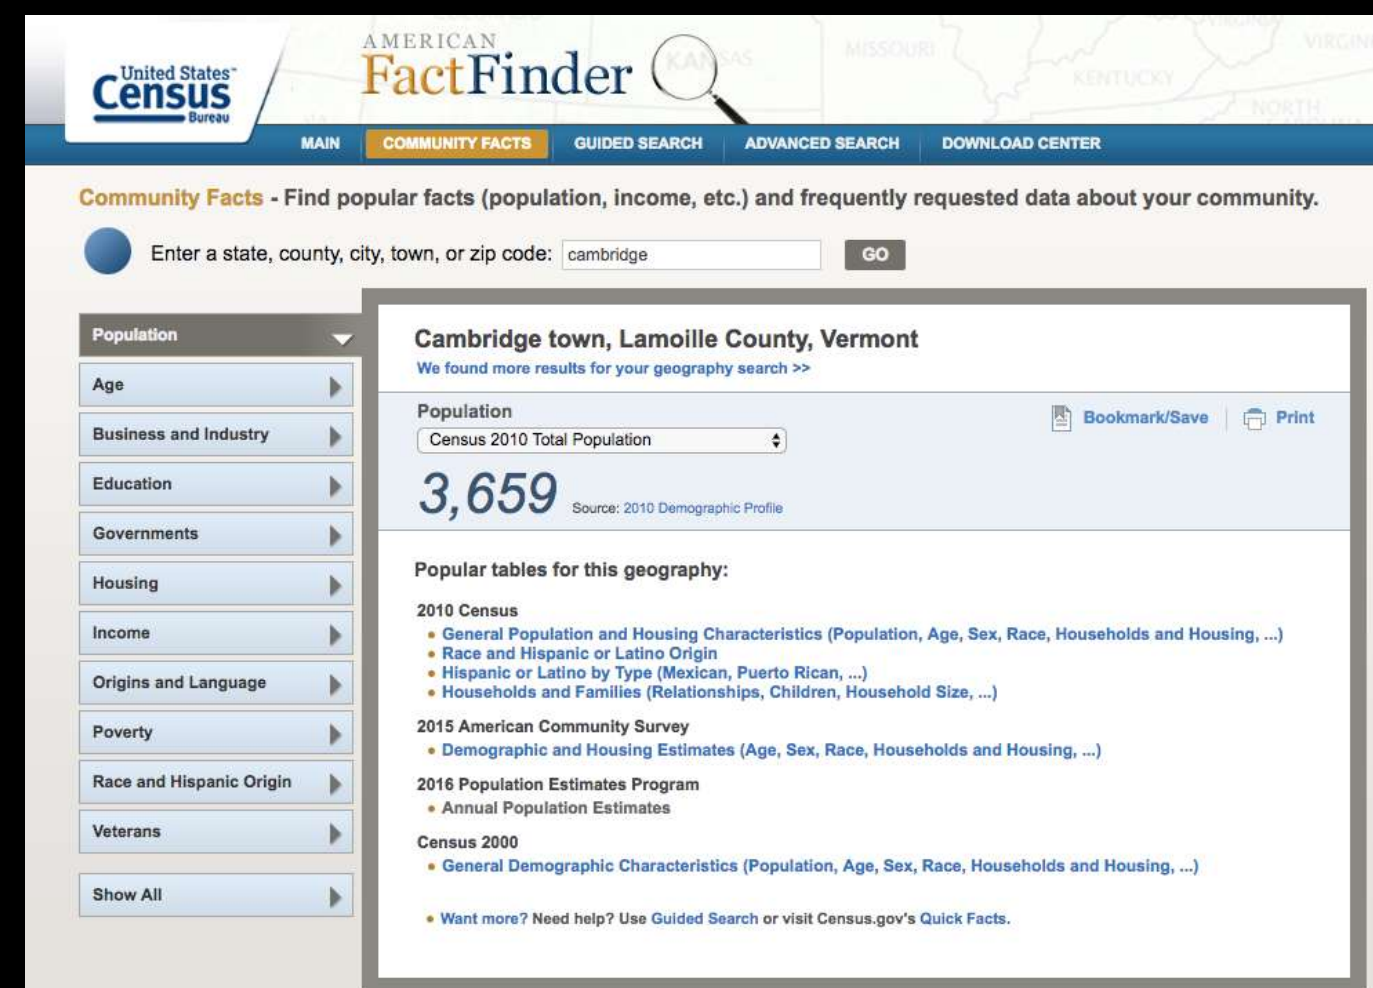 United States™
Census
Bureau
AMERICAN
FactFinder
KANSAS
MISSOURI
KENTUCKY
NORTH
MAIN
COMMUNITY FACTS
GUIDED SEARCH
ADVANCED SEARCH
DOWNLOAD CENTER
Community Facts - Find popular facts (population, income, etc.) and frequently requested data about your community.
Enter a state, county, city, town, or zip code: cambridge GO
Population
Age
Business and Industry
Education
Governments
Housing
Income
Origins and Language
Poverty
Race and Hispanic Origin
Veterans
Show All
Cambridge town, Lamoille County, Vermont
We found more results for your geography search >>
Population
Bookmark/Save
Print
Census 2010 Total Population
3,659 Source: 2010 Demographic Profile
Popular tables for this geography:
2010 Census
• General Population and Housing Characteristics (Population, Age, Sex, Race, Households and Housing, ...)
• Race and Hispanic or Latino Origin
• Hispanic or Latino by Type (Mexican, Puerto Rican, ...)
• Households and Families (Relationships, Children, Household Size, ...)
2015 American Community Survey
• Demographic and Housing Estimates (Age, Sex, Race, Households and Housing, ...)
2016 Population Estimates Program
• Annual Population Estimates
Census 2000
• General Demographic Characteristics (Population, Age, Sex, Race, Households and Housing, ...)
• Want more? Need help? Use Guided Search or visit Census.gov's Quick Facts.